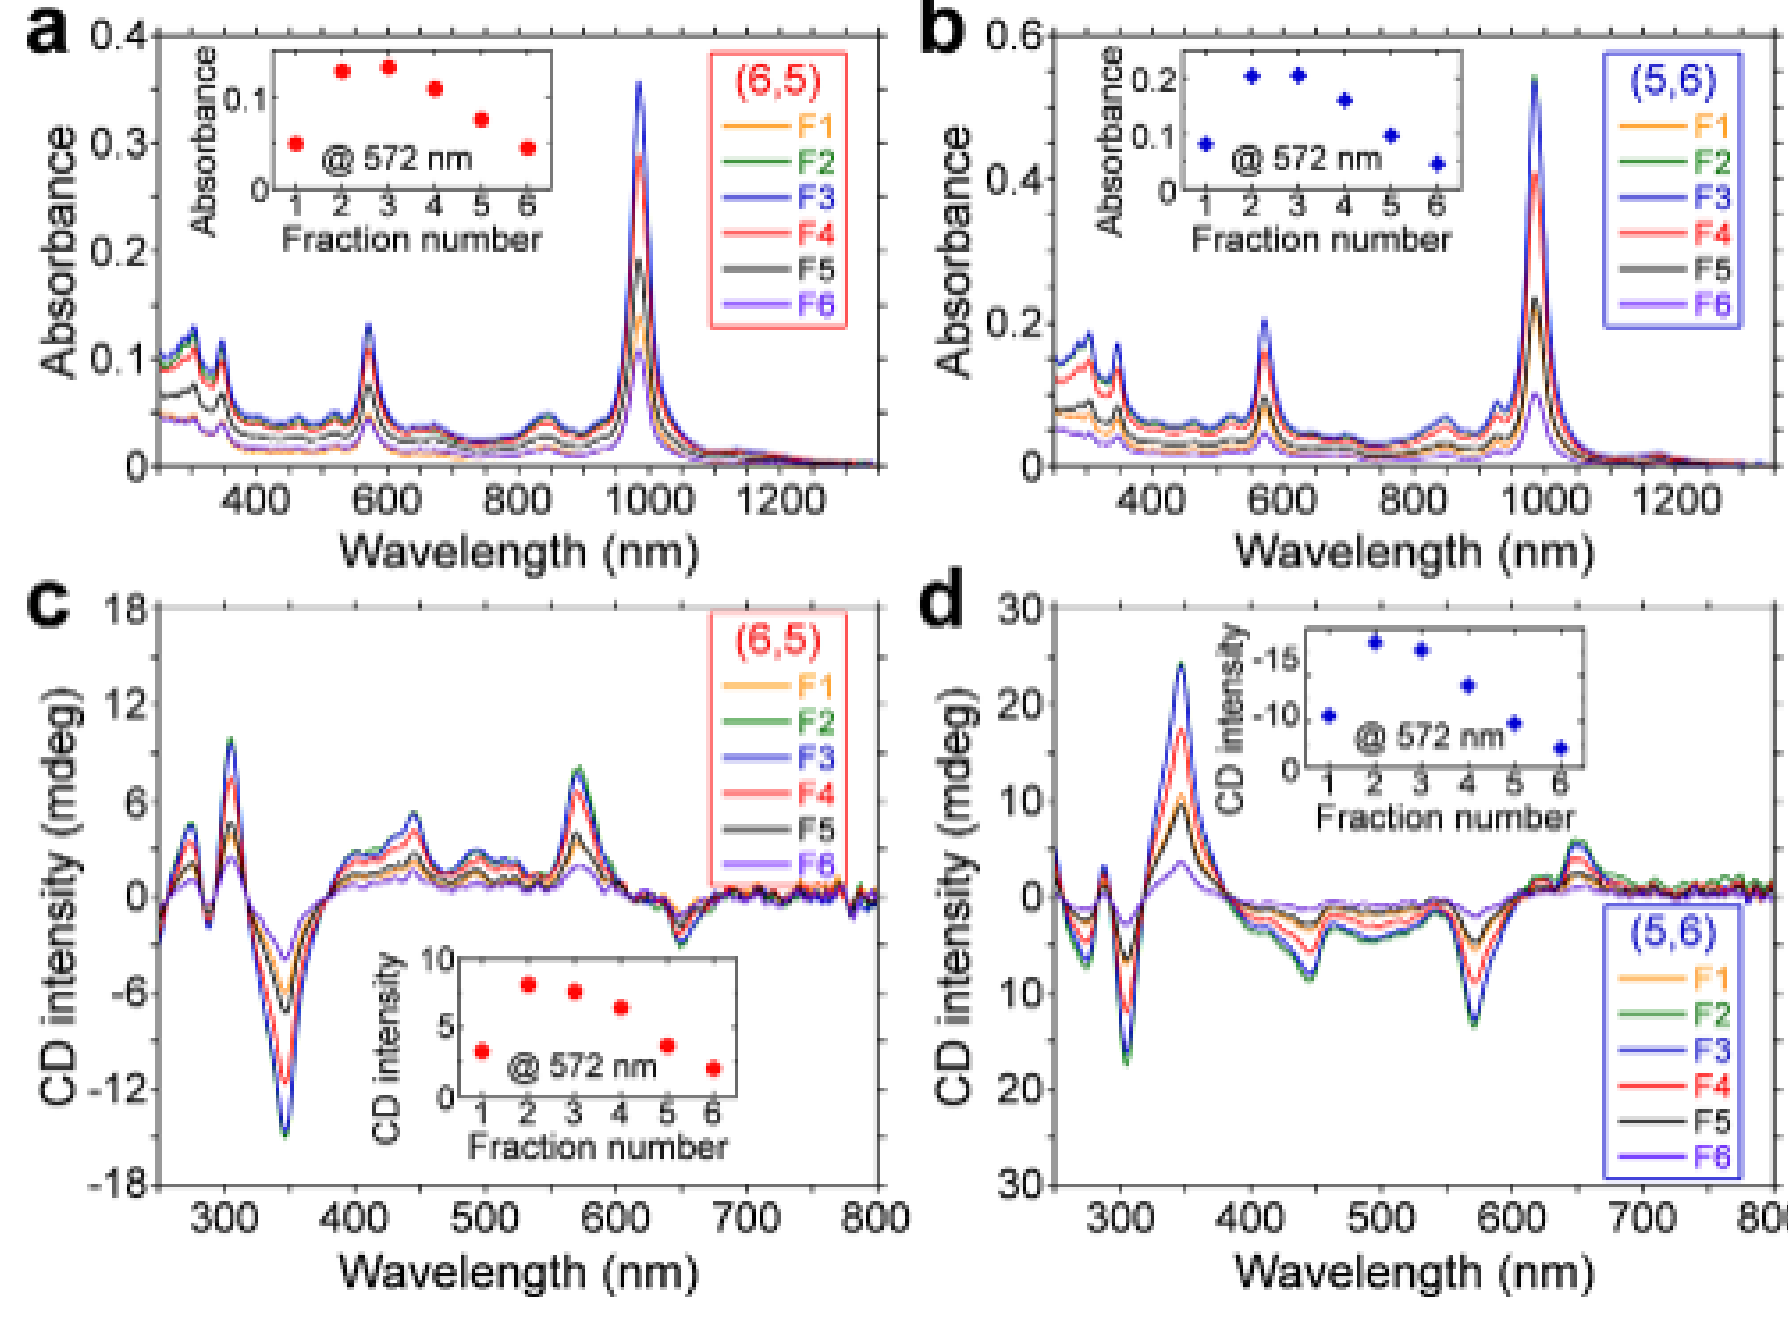 a
0.4
0.3
0.2
0.1
0
Absorbance
400 600 800 1000 1200
Wavelength (nm)
Absorbance
0.1
0
1 2 3 4 5 6
@ 572 nm
Fraction number
(6,5)
F1
F2
F3
F4
F5
F6
b
0.6
0.4
0.2
0
Absorbance
400 600 800 1000 1200
Wavelength (nm)
Absorbance
0.2
0.1
0
1 2 3 4 5 6
@ 572 nm
Fraction number
(5,6)
F1
F2
F3
F4
F5
F6
c
18
12
6
0
-6
-12
-18
CD intensity (mdeg)
300 400 500 600 700 800
Wavelength (nm)
(6,5)
F1
F2
F3
F4
F5
F6
CD intensity
10
5
0
1 2 3 4 5 6
@ 572 nm
Fraction number
d
30
20
10
0
10
20
30
CD intensity (mdeg)
300 400 500 600 700 80
Wavelength (nm)
CD intensity
-15
-10
0
1 2 3 4 5 6
@ 572 nm
Fraction number
(5,6)
F1
F2
F3
F4
F5
F6